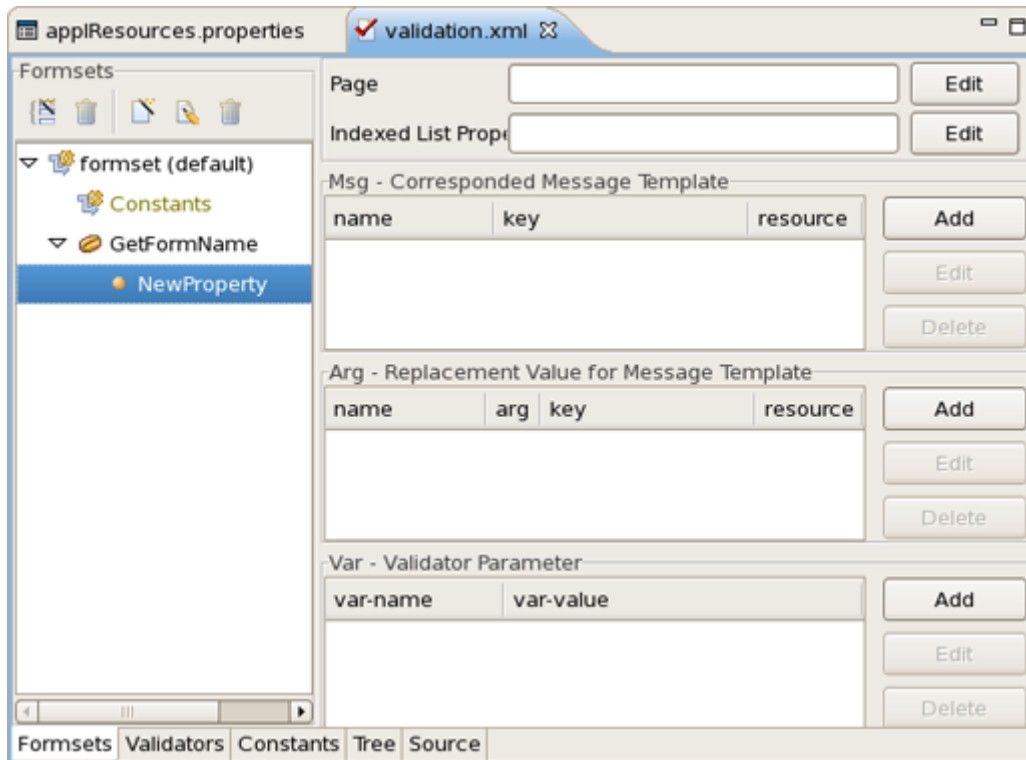 applResources.properties
validation.xml
Formsets
formset (default)
Constants
GetFormName
NewProperty
Page
Edit
Indexed List Prope
Edit
Msg - Corresponded Message Template
name key resource
Add
Edit
Delete
Arg - Replacement Value for Message Template
name arg key resource
Add
Edit
Delete
Var - Validator Parameter
var-name var-value
Add
Edit
Delete
Formsets Validators Constants Tree Source